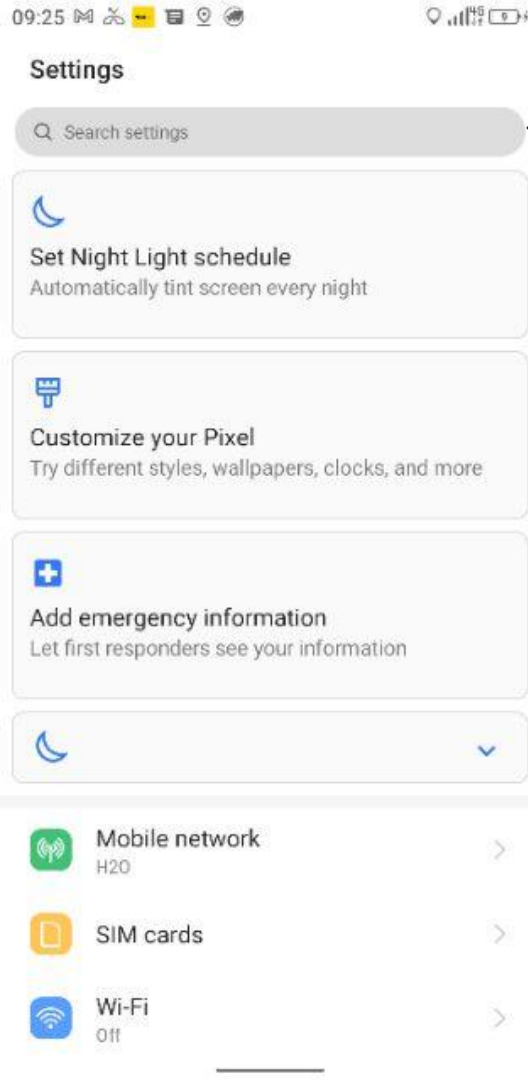 09:25
Settings
Search settings
Set Night Light schedule
Automatically tint screen every night
Customize your Pixel
Try different styles, wallpapers, clocks, and more
Add emergency information
Let first responders see your information
Mobile network
H2O
SIM cards
Wi-Fi
Off